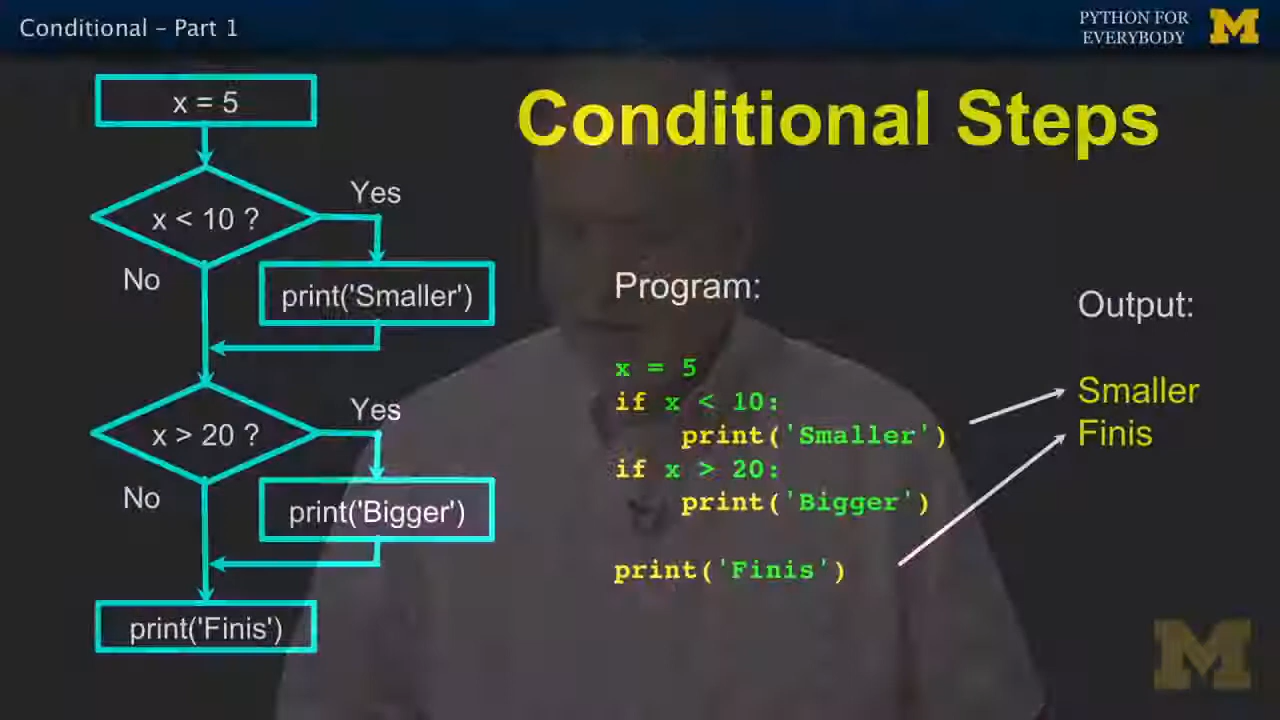 Conditional – Part 1
PYTHON FOR
EVERYBODY
M
Conditional Steps
x = 5
x < 10 ?
Yes
No
print('Smaller')
x > 20 ?
Yes
No
print('Bigger')
print('Finis')
Program:
x = 5
if x < 10:
    print('Smaller')
if x > 20:
    print('Bigger')
print('Finis')
Output:
Smaller
Finis
M